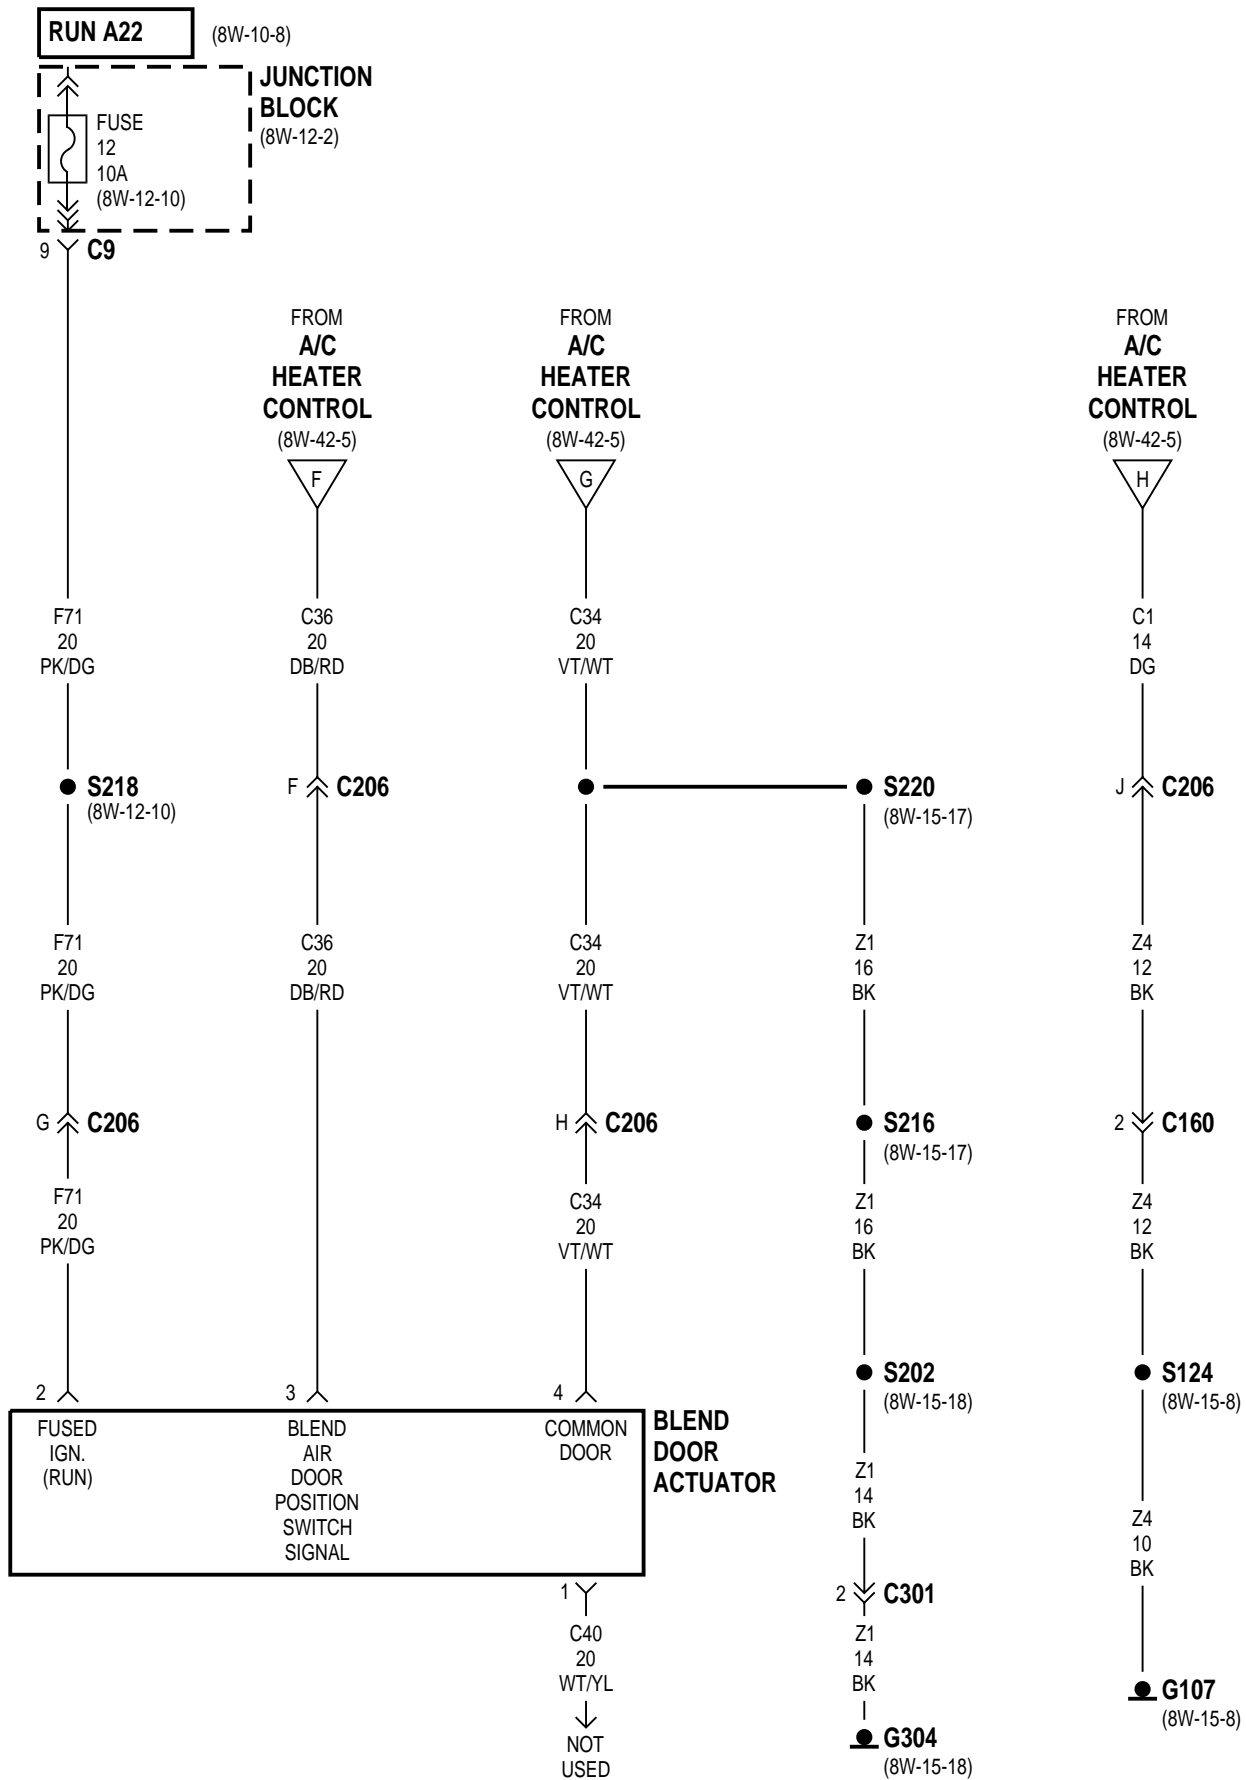 RUN A22
(8W-10-8)
JUNCTION
BLOCK
(8W-12-2)
FUSE
12
10A
(8W-12-10)
9
C9
FROM
A/C
HEATER
CONTROL
(8W-42-5)
F
FROM
A/C
HEATER
CONTROL
(8W-42-5)
G
FROM
A/C
HEATER
CONTROL
(8W-42-5)
H
F71
20
PK/DG
C36
20
DB/RD
C34
20
VT/WT
C1
14
DG
S218
(8W-12-10)
F
C206
S220
(8W-15-17)
J
C206
F71
20
PK/DG
C36
20
DB/RD
C34
20
VT/WT
Z1
16
BK
Z4
12
BK
G
C206
H
C206
S216
(8W-15-17)
2
C160
F71
20
PK/DG
C34
20
VT/WT
Z1
16
BK
Z4
12
BK
2
3
4
S202
(8W-15-18)
S124
(8W-15-8)
FUSED
IGN.
(RUN)
BLEND
AIR
DOOR
POSITION
SWITCH
SIGNAL
COMMON
DOOR
BLEND
DOOR
ACTUATOR
Z1
14
BK
Z4
10
BK
1
2
C301
C40
20
WT/YL
Z1
14
BK
NOT
USED
G304
(8W-15-18)
G107
(8W-15-8)